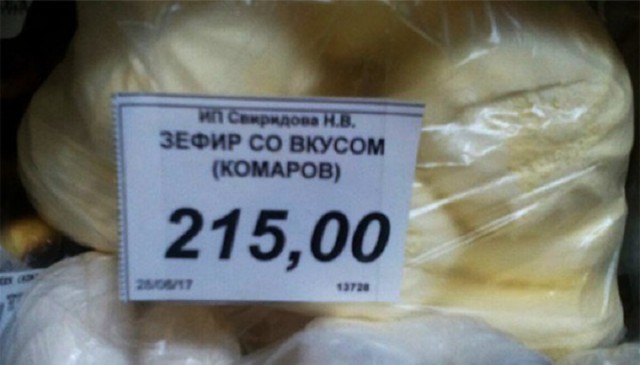 ИП Свиридова Н.В.
ЗЕФИР СО ВКУСОМ
(КОМАРОВ)
215,00
26/06/17 13728